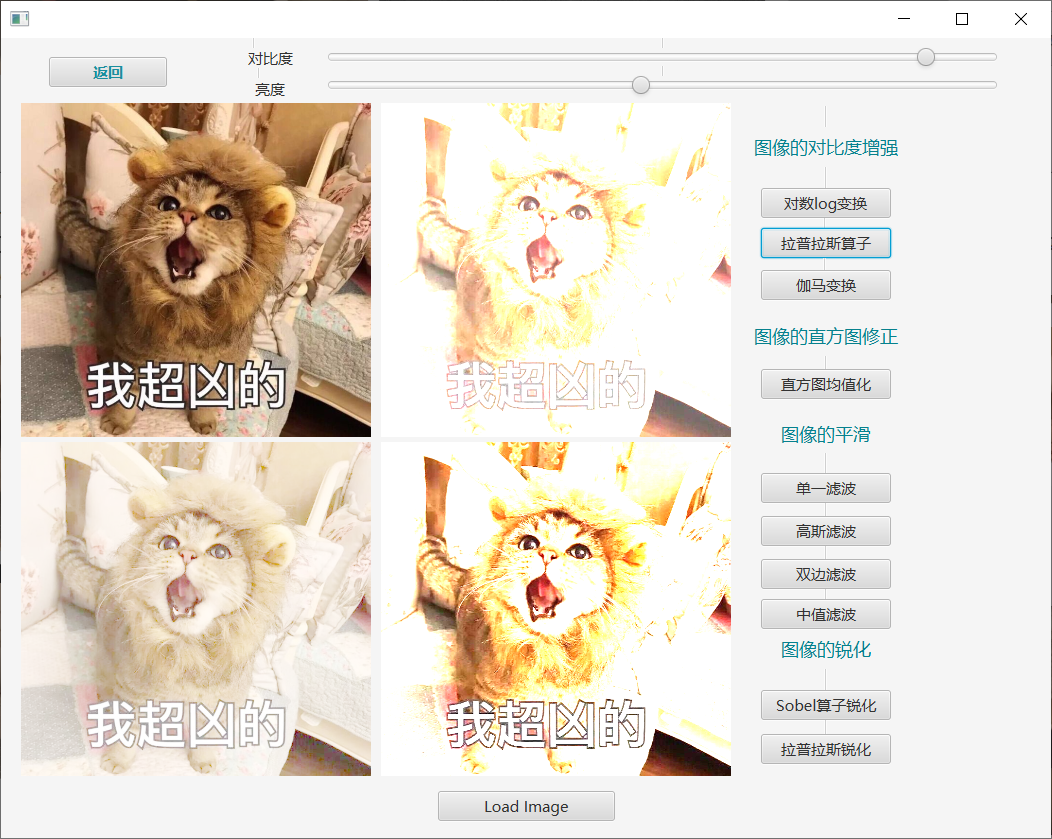 返回
对比度
亮度
我超凶的
我超凶的
我超凶的
我超凶的
图像的对比度增强
对数log变换
拉普拉斯算子
伽马变换
图像的直方图修正
直方图均值化
图像的平滑
单一滤波
高斯滤波
双边滤波
中值滤波
图像的锐化
Sobel算子锐化
拉普拉斯锐化
Load Image